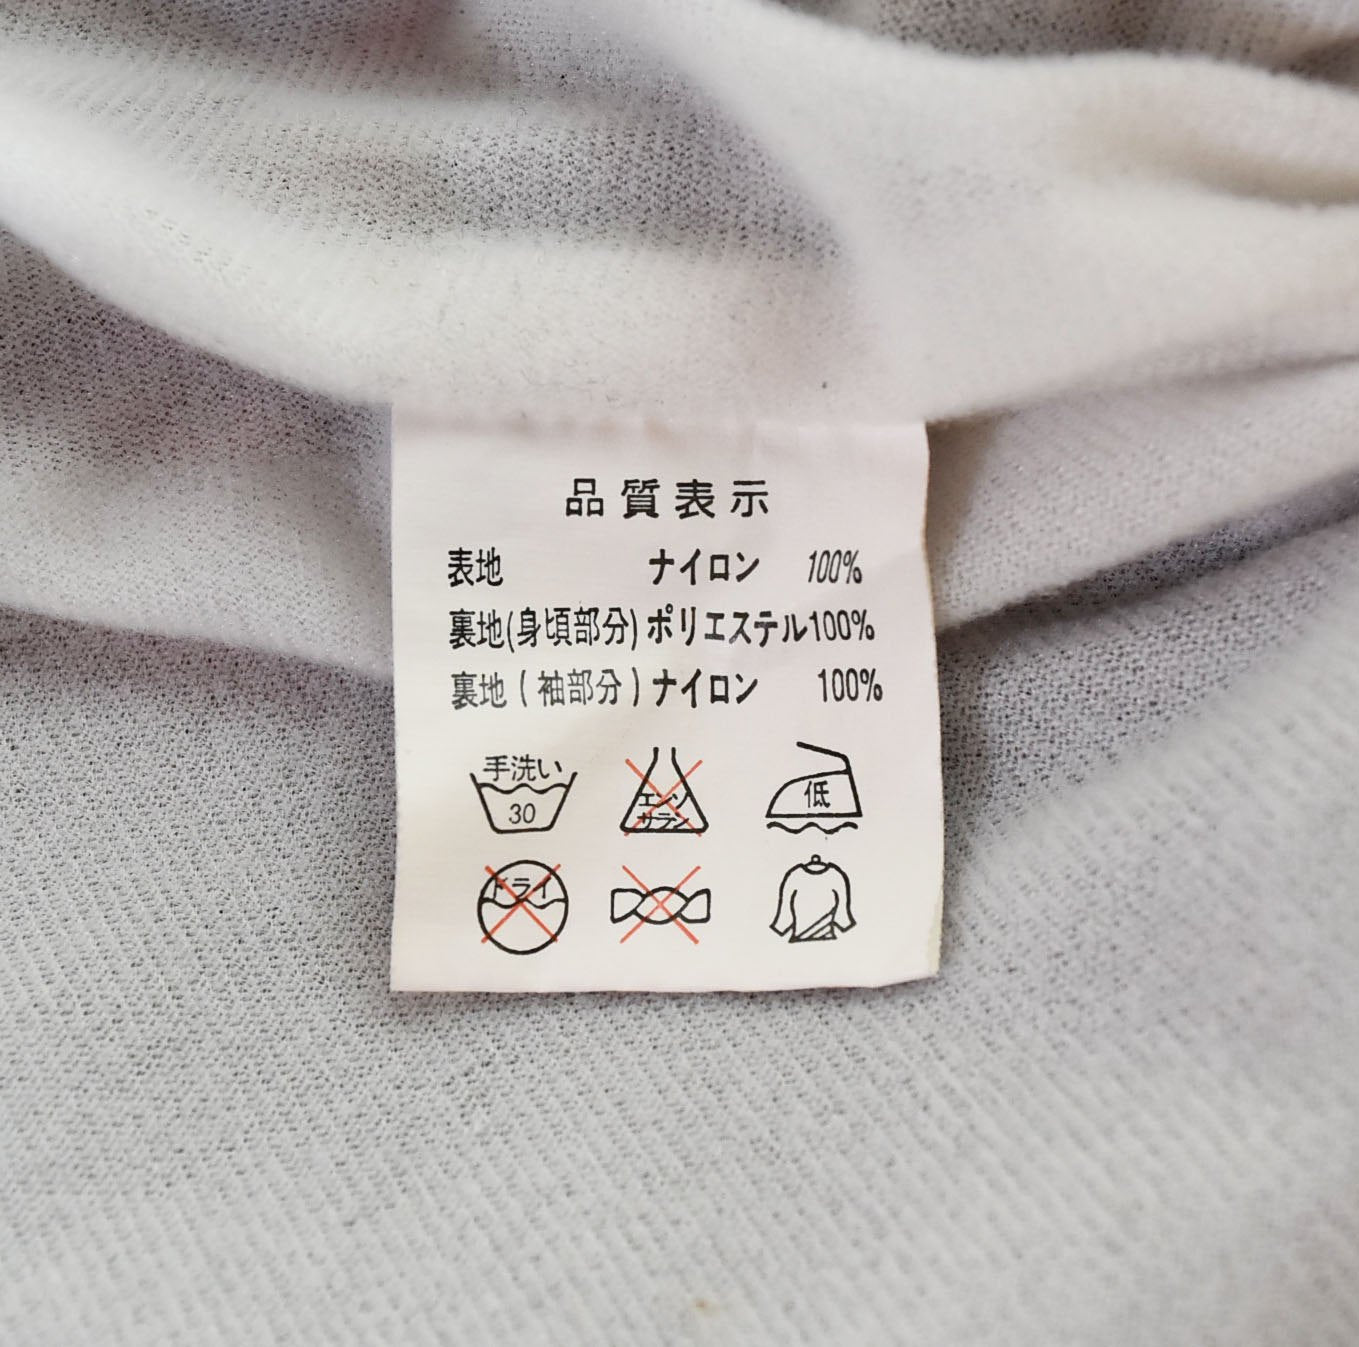 品質表示
表地 ナイロン 100%
裏地(身頃部分)ポリエステル100%
裏地(袖部分)ナイロン 100%
手洗い
30
エンソ
サラシ
低
ドライ